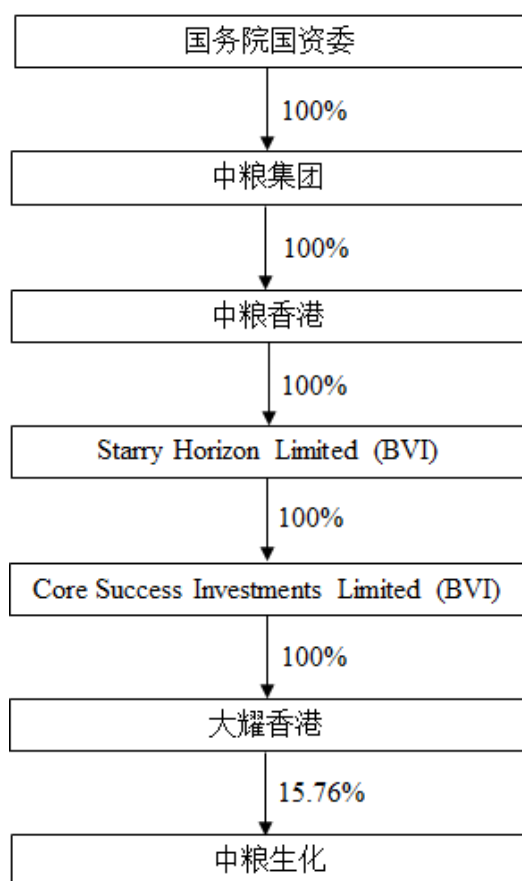 国务院国资委
100%
中粮集团
100%
中粮香港
100%
Starry Horizon Limited (BVI)
100%
Core Success Investments Limited (BVI)
100%
大耀香港
15.76%
中粮生化